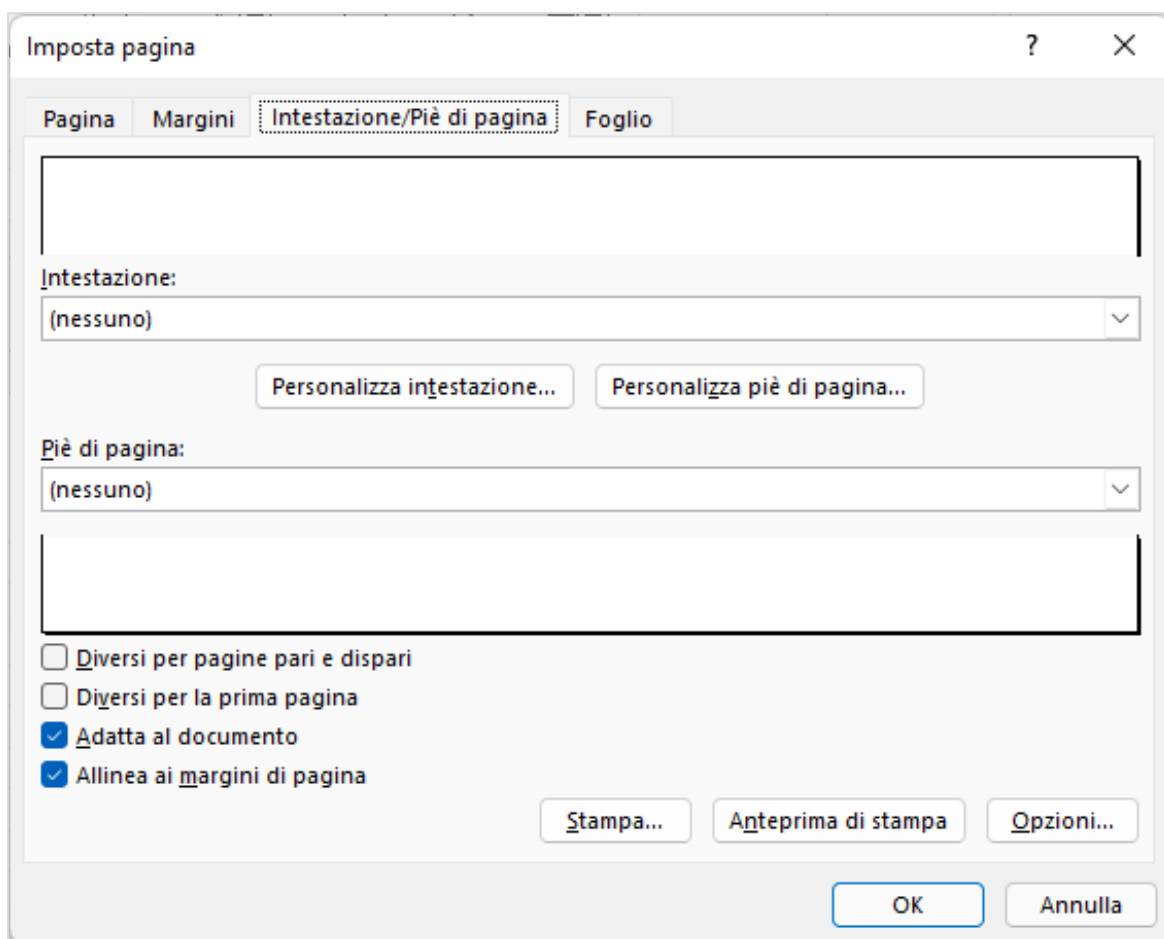 Imposta pagina
?
Pagina Margini Intestazione/Piè di pagina Foglio
Intestazione:
(nessuno)
Personalizza intestazione... Personalizza piè di pagina...
Piè di pagina:
(nessuno)
Diversi per pagine pari e dispari
Diversi per la prima pagina
Adatta al documento
Allinea ai margini di pagina
Stampa... Anteprima di stampa Opzioni...
OK Annulla